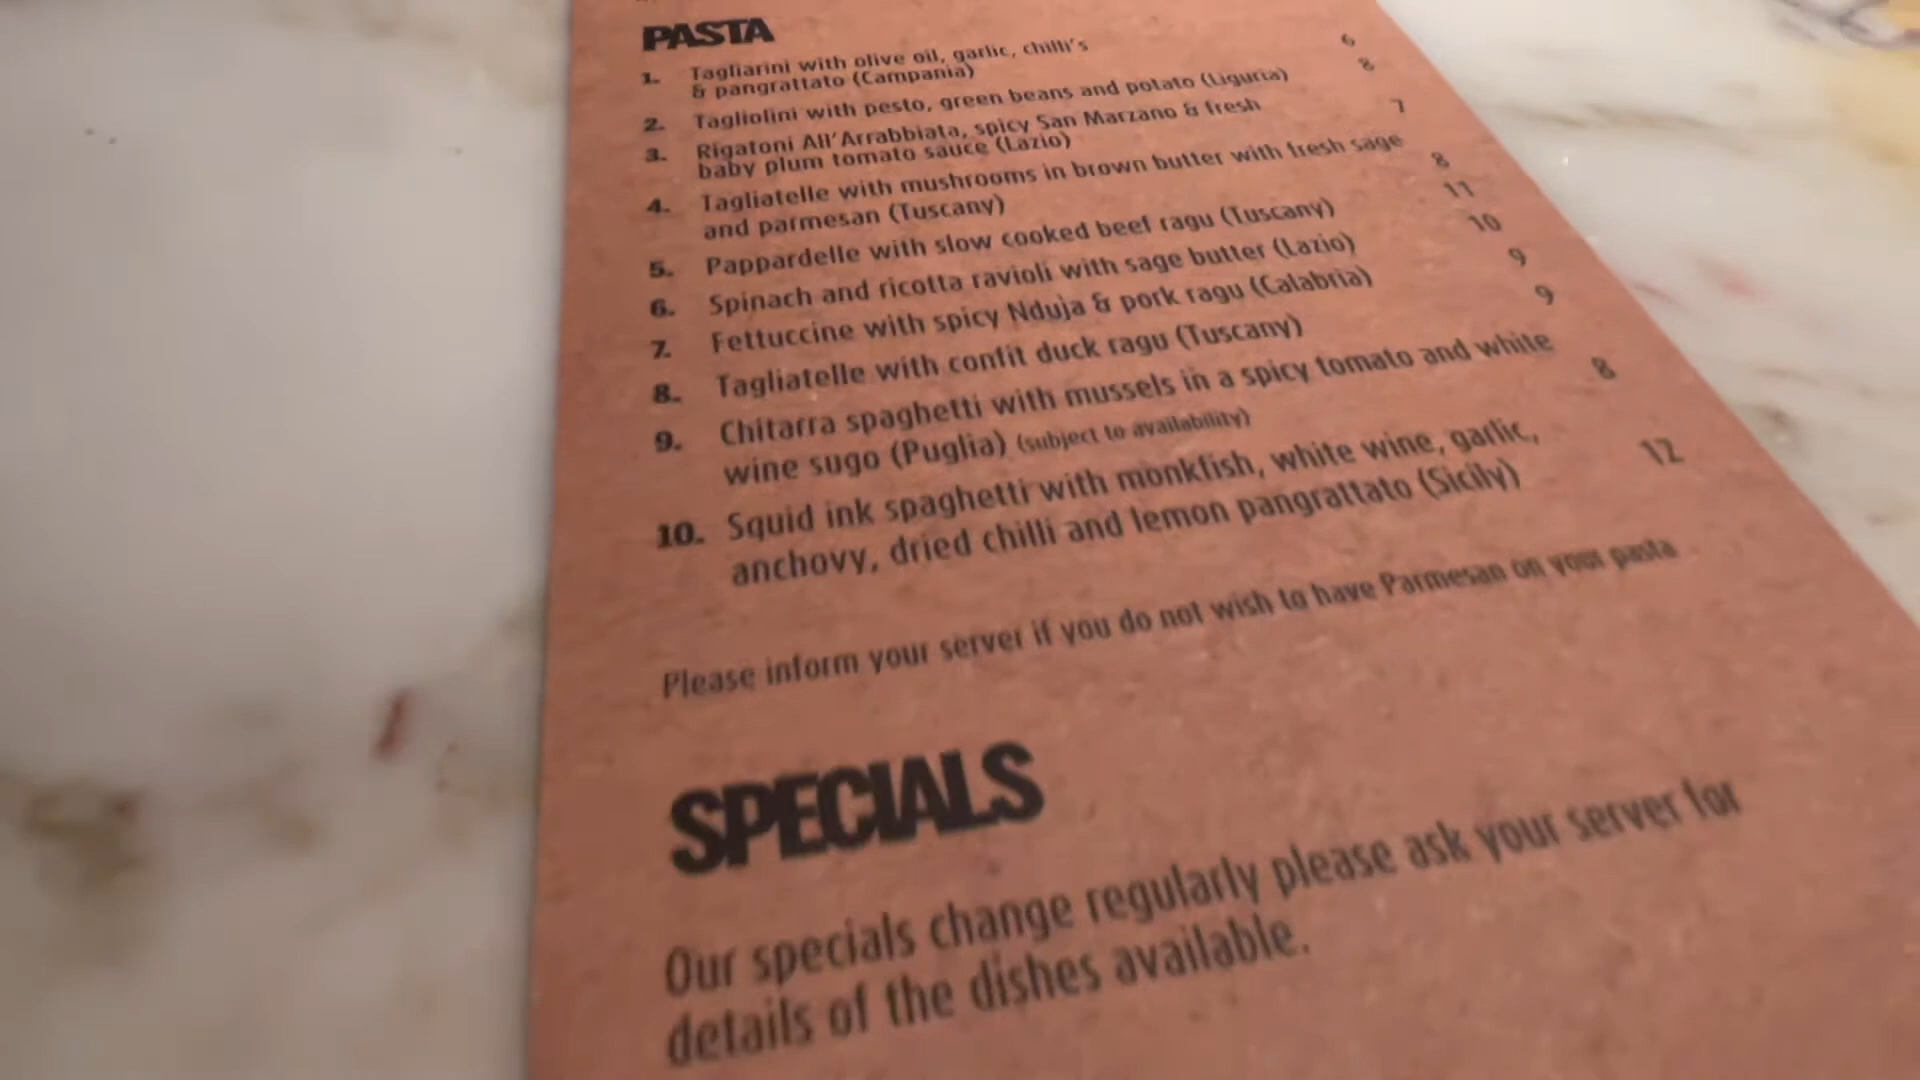 PASTA
1. Tagliarini with olive oil, garlic, chilli's 6
& pangrattato (Campania)
2. Tagliolini with pesto, green beans and potato (Liguria) 8
3. Rigatoni All'Arrabbiata, spicy San Marzano & fresh 7
baby plum tomato sauce (Lazio)
4. Tagliatelle with mushrooms in brown butter with fresh sage 8
and parmesan (Tuscany)
5. Pappardelle with slow cooked beef ragu (Tuscany) 11
6. Spinach and ricotta ravioli with sage butter (Lazio) 10
7. Fettuccine with spicy Nduja & pork ragu (Calabria) 9
8. Tagliatelle with confit duck ragu (Tuscany) 9
9. Chitarra spaghetti with mussels in a spicy tomato and white 8
wine sugo (Puglia) (subject to availability)
10. Squid ink spaghetti with monkfish, white wine, garlic, 12
anchovy, dried chilli and lemon pangrattato (Sicily)
Please inform your server if you do not wish to have Parmesan on your pasta
SPECIALS
Our specials change regularly please ask your server for
details of the dishes available.